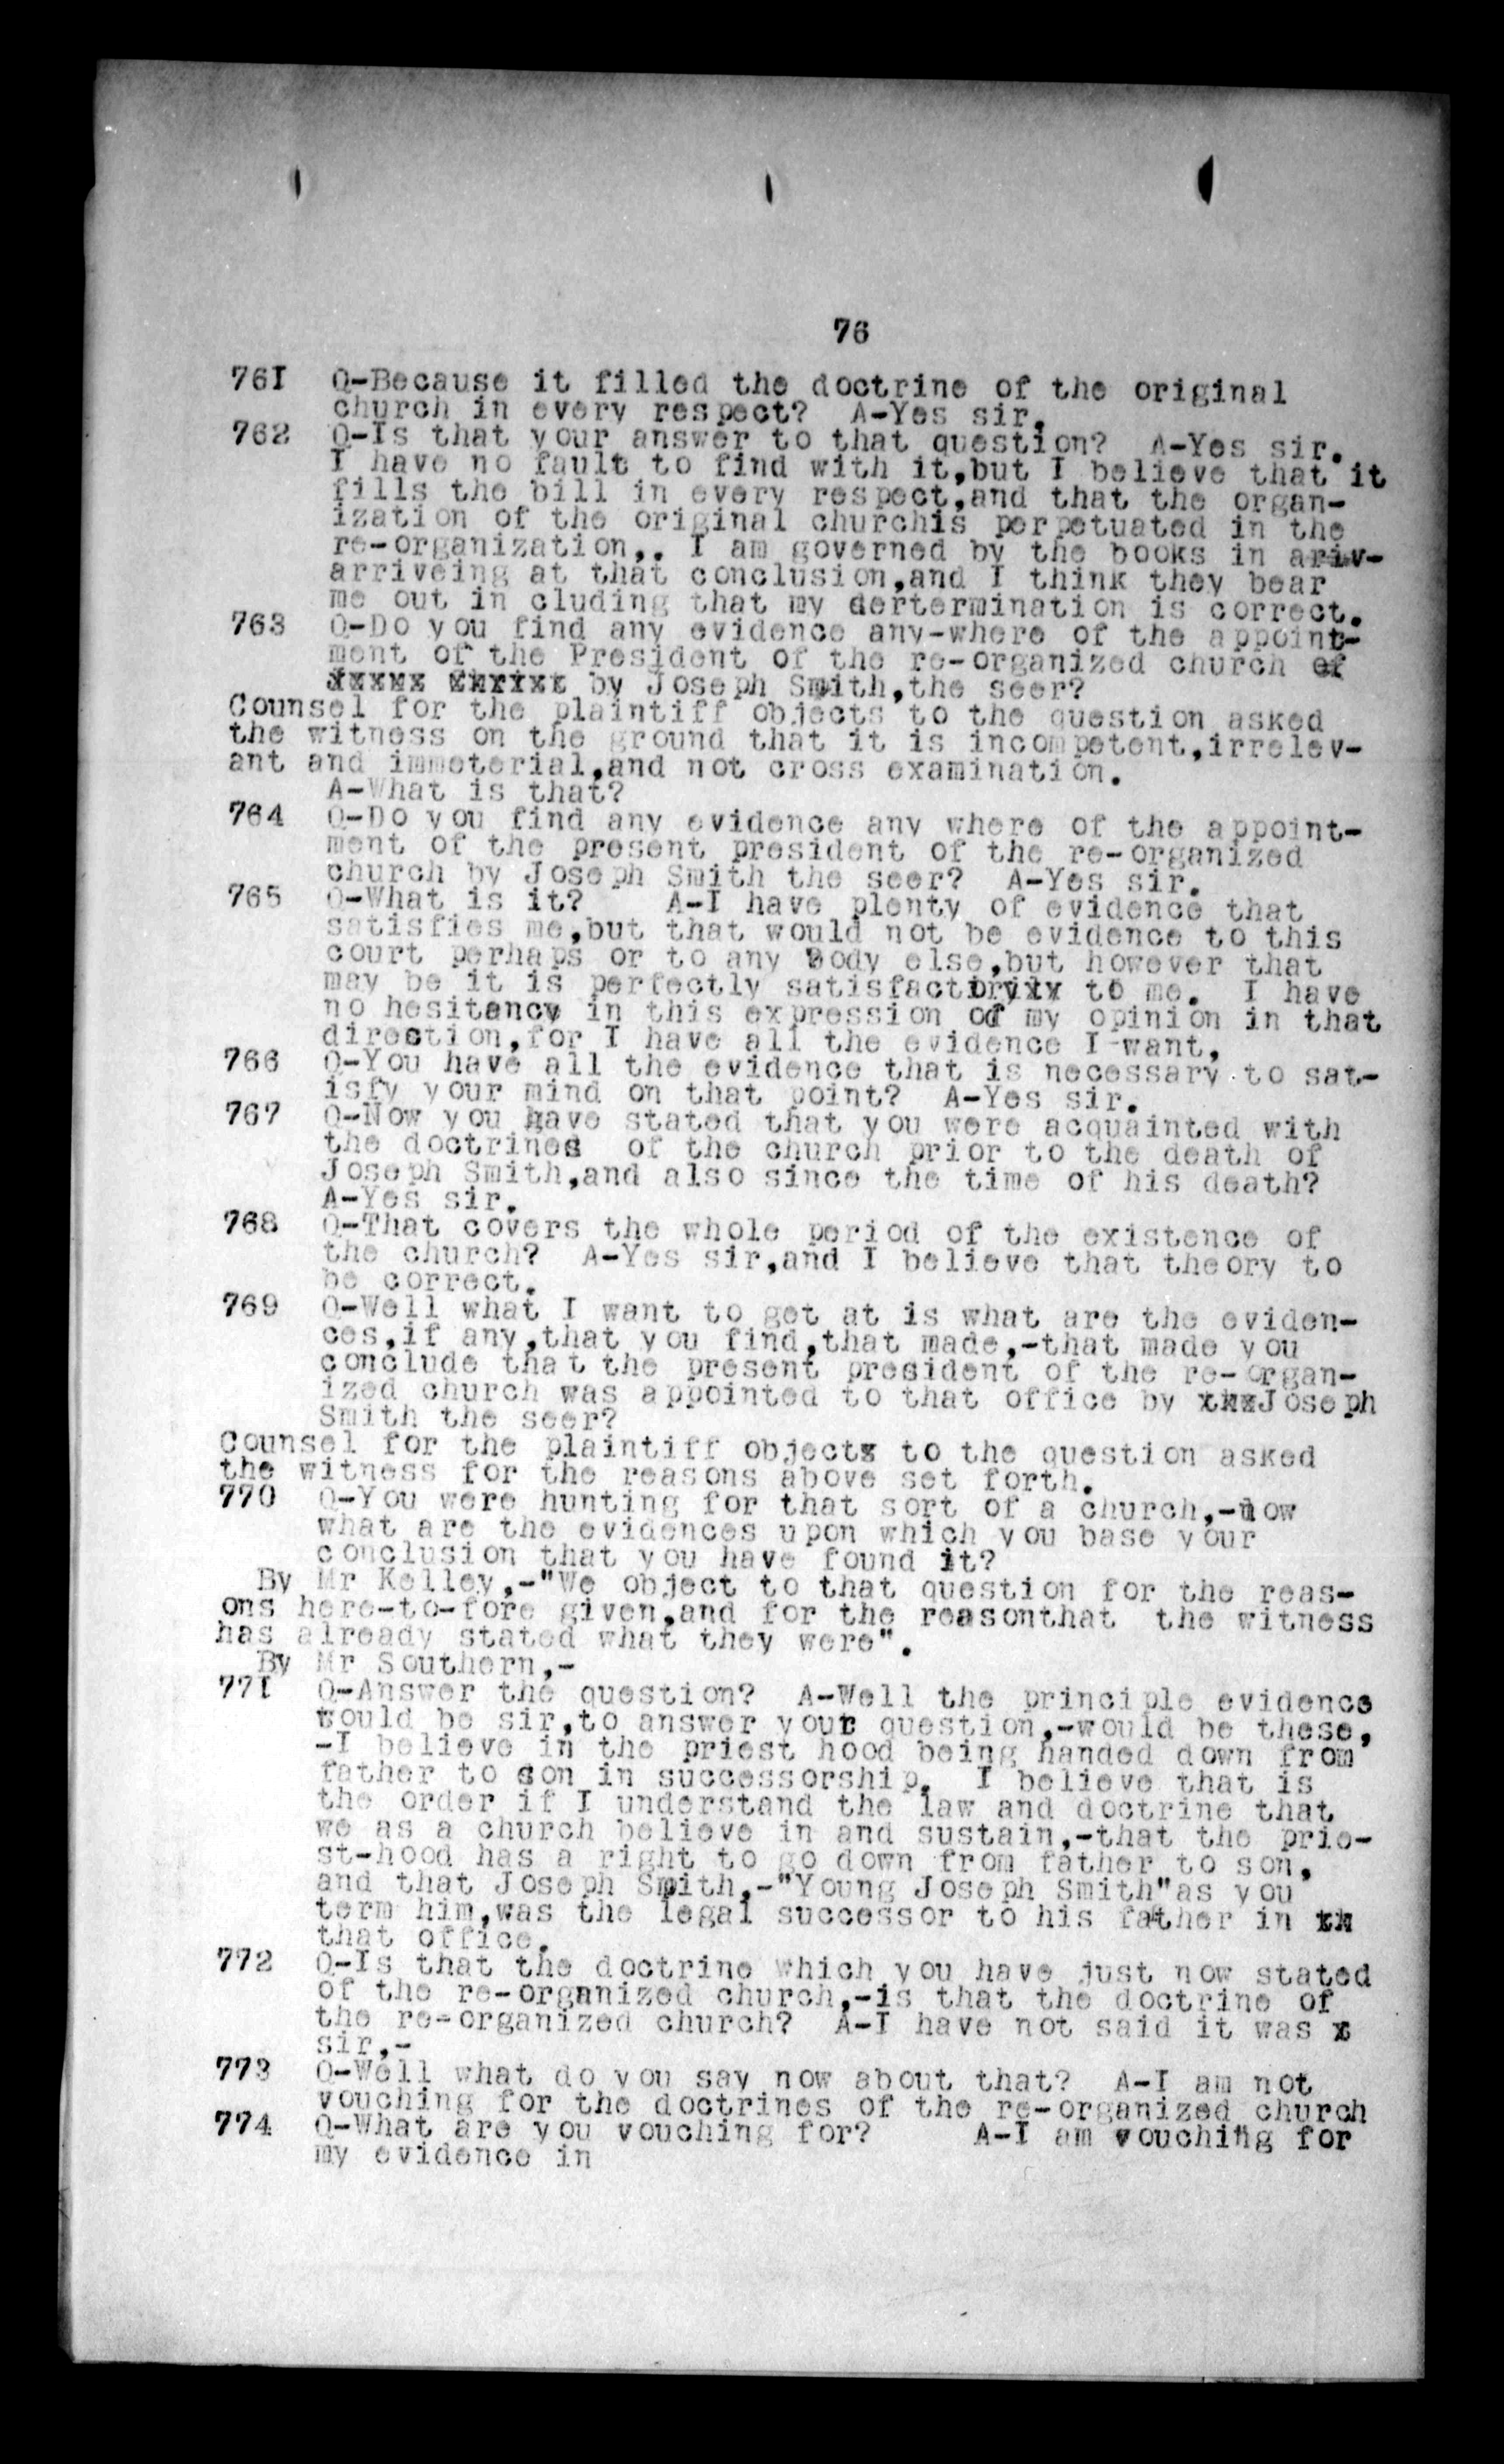 76
761 Q-Because it filled the doctrine of the original
church in every respect? A-Yes sir.
762 Q-Is that your answer to that question? A-Yes sir.
I have no fault to find with it,but I believe that it
fills the bill in every respect,and that the organ-
ization of the original churchis perpetuated in the
re-organization,. I am governed by the books in ariv-
arriveing at that conclusion,and I think they bear
me out in cluding that my dertermination is correct.
763 Q-Do you find any evidence any-where of the appoint-
ment of the President of the re-organized church of
by Joseph Smith,the seer?
Counsel for the plaintiff objects to the question asked
the witness on the ground that it is incompetent,irrelev-
ant and immeterial,and not cross examination.
A-What is that?
764 Q-Do you find any evidence any where of the appoint-
ment of the present president of the re-organized
church by Joseph Smith the seer? A-Yes sir.
765 Q-What is it? A-I have plenty of evidence that
satisfies me,but that would not be evidence to this
court perhaps or to any Body else,but however that
may be it is perfectly satisfactory to me. I have
no hesitancy in this expression of my opinion in that
direction,for I have all the evidence I want,
766 Q-You have all the evidence that is necessary to sat-
isfy your mind on that point? A-Yes sir.
767 Q-Now you have stated that you were acquainted with
the doctrines of the church prior to the death of
Joseph Smith,and also since the time of his death?
A-Yes sir.
768 Q-That covers the whole period of the existence of
the church? A-Yes sir,and I believe that theory to
be correct.
769 Q-Well what I want to get at is what are the eviden-
ces,if any,that you find,that made,-that made you
conclude that the present president of the re-organ-
ized church was appointed to that office by Joseph
Smith the seer?
Counsel for the plaintiff objects to the question asked
the witness for the reasons above set forth.
770 Q-You were hunting for that sort of a church,-now
what are the evidences upon which you base your
conclusion that you have found it?
By Mr Kelley,-"We object to that question for the reas-
ons here-to-fore given,and for the reasonthat the witness
has already stated what they were".
By Mr Southern,-
771 Q-Answer the question? A-Well the principle evidence
would be sir,to answer your question,-would be these,
-I believe in the priest hood being handed down from
father to son in successorship. I believe that is
the order if I understand the law and doctrine that
we as a church believe in and sustain,-that the prie-
st-hood has a right to go down from father to son,
and that Joseph Smith,-"Young Joseph Smith"as you
term him,was the legal successor to his father in
that office.
772 Q-Is that the doctrine which you have just now stated
of the re-organized church,-is that the doctrine of
the re-organized church? A-I have not said it was
sir,-
773 Q-Well what do you say now about that? A-I am not
vouching for the doctrines of the re-organized church
774 Q-What are you vouching for? A-I am vouching for
my evidence in